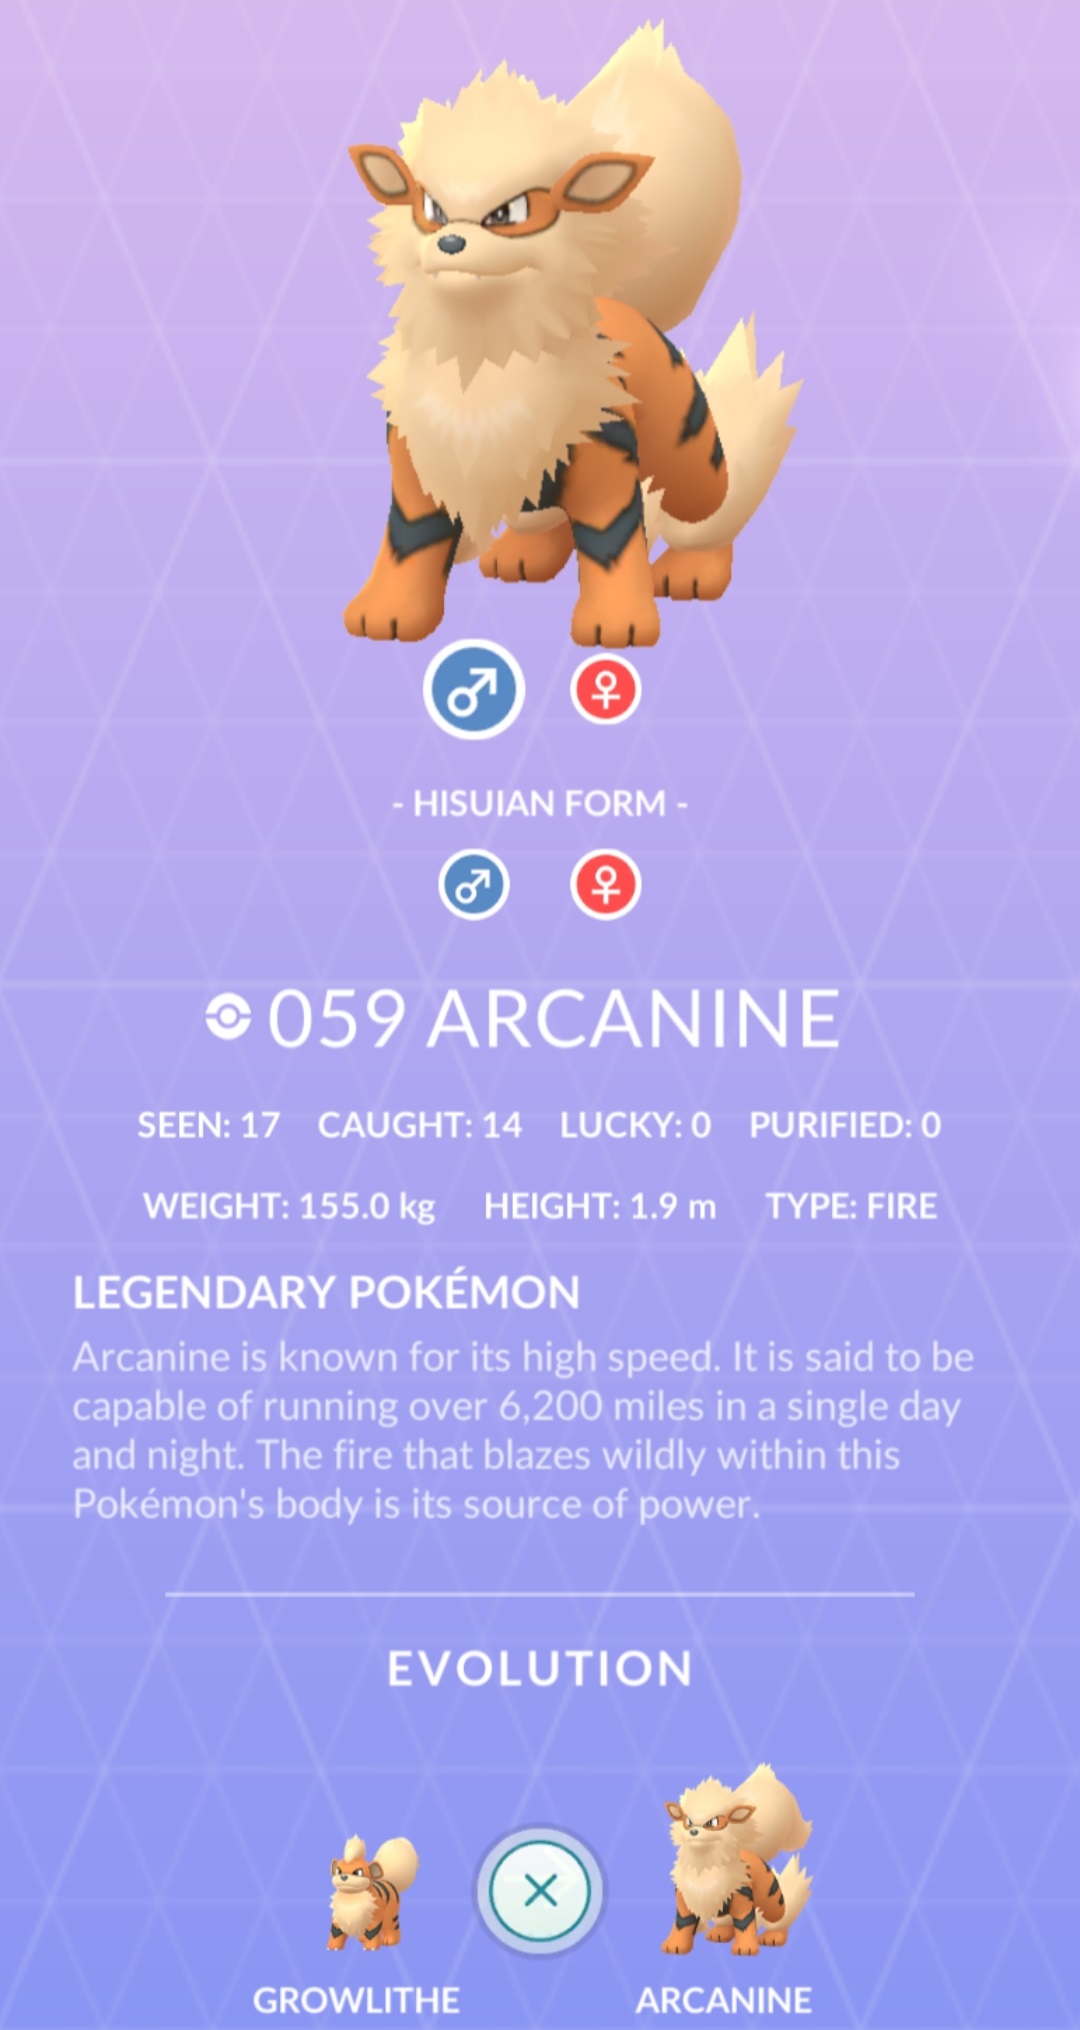 - HISUIAN FORM -
059 ARCANINE
SEEN: 17 CAUGHT: 14 LUCKY: 0 PURIFIED: 0
WEIGHT: 155.0 kg HEIGHT: 1.9 m TYPE: FIRE
LEGENDARY POKÉMON
Arcanine is known for its high speed. It is said to be
capable of running over 6,200 miles in a single day
and night. The fire that blazes wildly within this
Pokémon's body is its source of power.
EVOLUTION
GROWLITHE ARCANINE